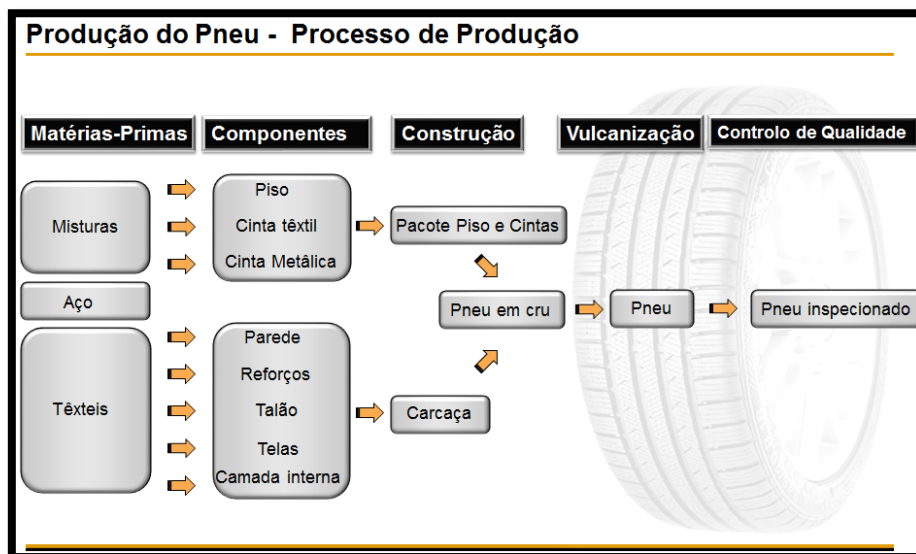 Produção do Pneu -  Processo de Produção
Matérias-Primas
Componentes
Construção
Vulcanização
Controlo de Qualidade
Misturas
Aço
Têxteis
Piso
Cinta têxtil
Cinta Metâlica
Parede
Reforços
Talão
Telas
Camada interna
Pacote Piso e Cintas
Carcaça
Pneu em cru
Pneu
Pneu inspecionado